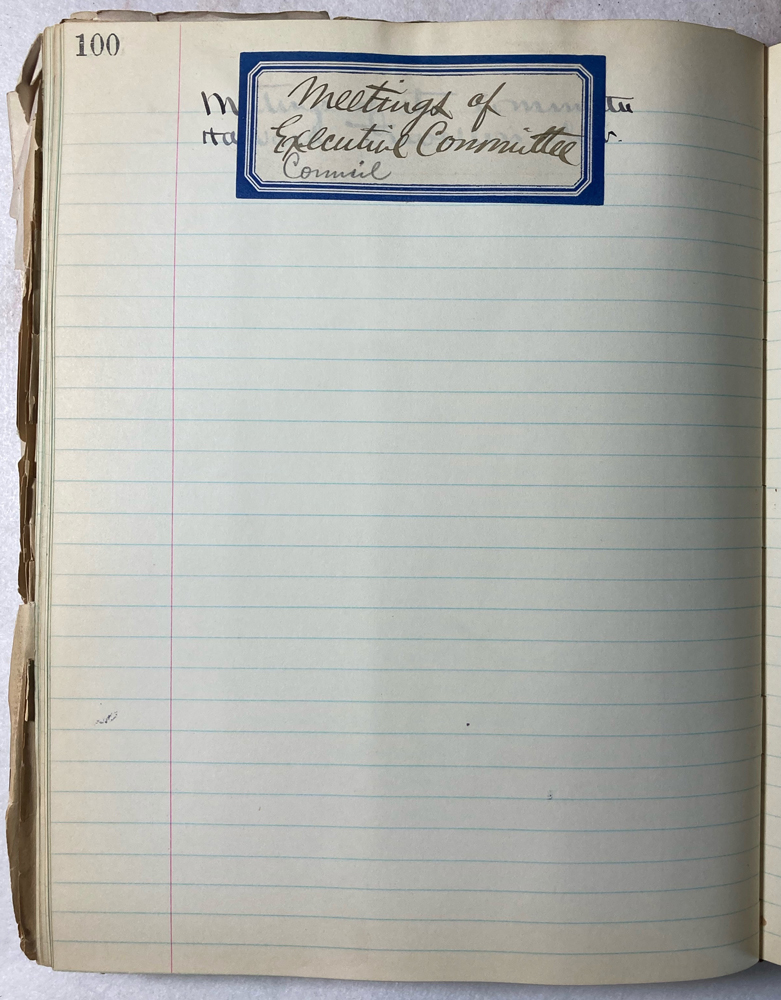 100
Meetings of
Executive Committee
Council